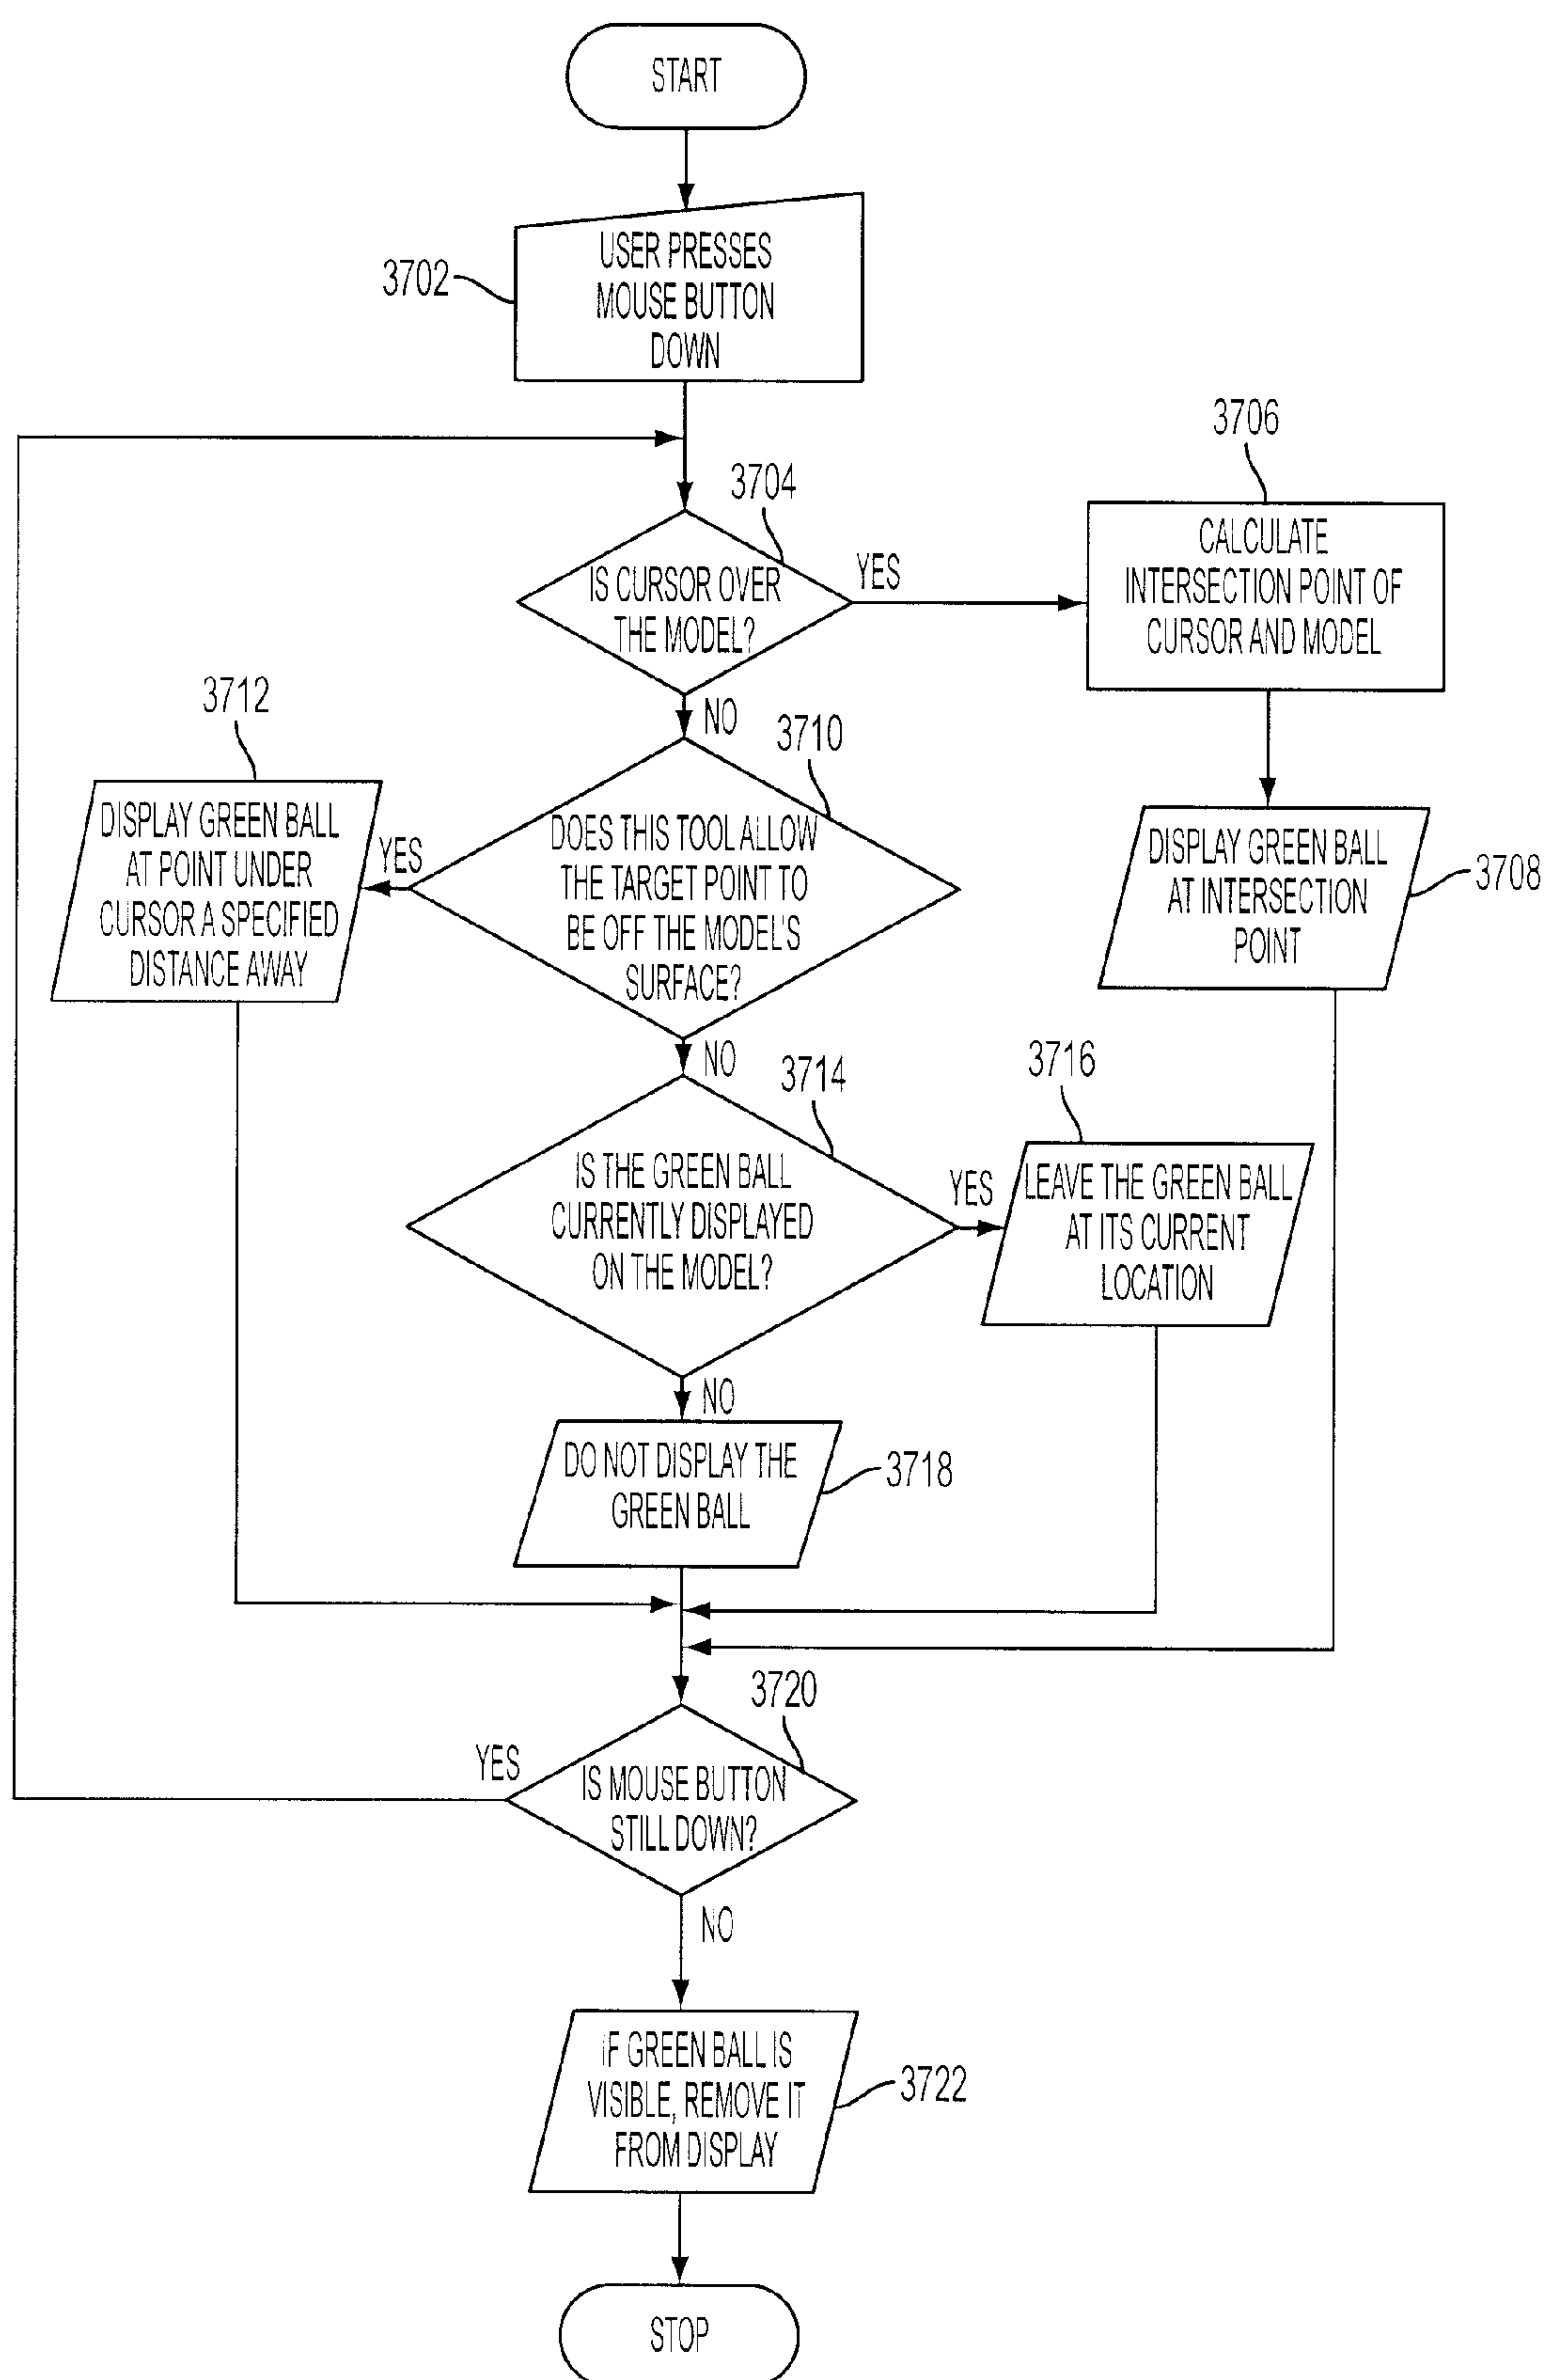 START
USER PRESSES
MOUSE BUTTON
DOWN
3702
3704
IS CURSOR OVER
THE MODEL?
YES
3706
CALCULATE
INTERSECTION POINT OF
CURSOR AND MODEL
NO
3708
DISPLAY GREEN BALL
AT INTERSECTION
POINT
3710
DOES THIS TOOL ALLOW
THE TARGET POINT TO
BE OFF THE MODEL'S
SURFACE?
YES
3712
DISPLAY GREEN BALL
AT POINT UNDER
CURSOR A SPECIFIED
DISTANCE AWAY
NO
3714
IS THE GREEN BALL
CURRENTLY DISPLAYED
ON THE MODEL?
YES
3716
LEAVE THE GREEN BALL
AT ITS CURRENT
LOCATION
NO
DO NOT DISPLAY THE
GREEN BALL
3718
3720
IS MOUSE BUTTON
STILL DOWN?
YES
NO
IF GREEN BALL IS
VISIBLE, REMOVE IT
FROM DISPLAY
3722
STOP